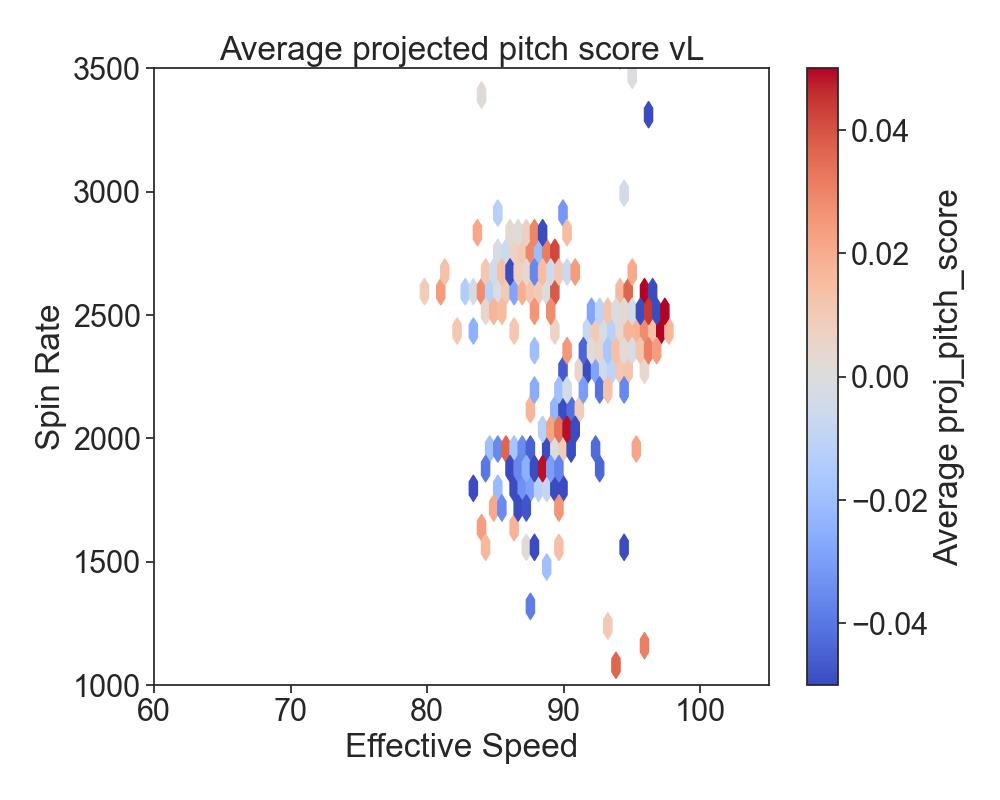 Average projected pitch score vL
3500
3000
2500
2000
1500
1000
Spin Rate
60 70 80 90 100
Effective Speed
0.04
0.02
0.00
−0.02
−0.04
Average proj_pitch_score